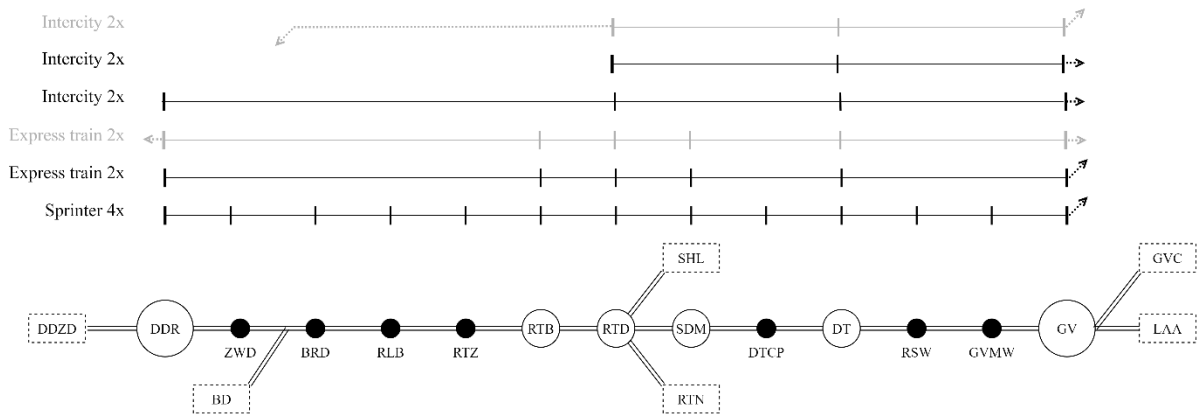 Intercity 2x
Intercity 2x
Intercity 2x
Express train 2x
Express train 2x
Sprinter 4x
SHL GVC
DDZD DDR RTB RTD SDM DT GV LAA
ZWD BRD RLB RTZ DTCP RSW GVMW
BD RTN